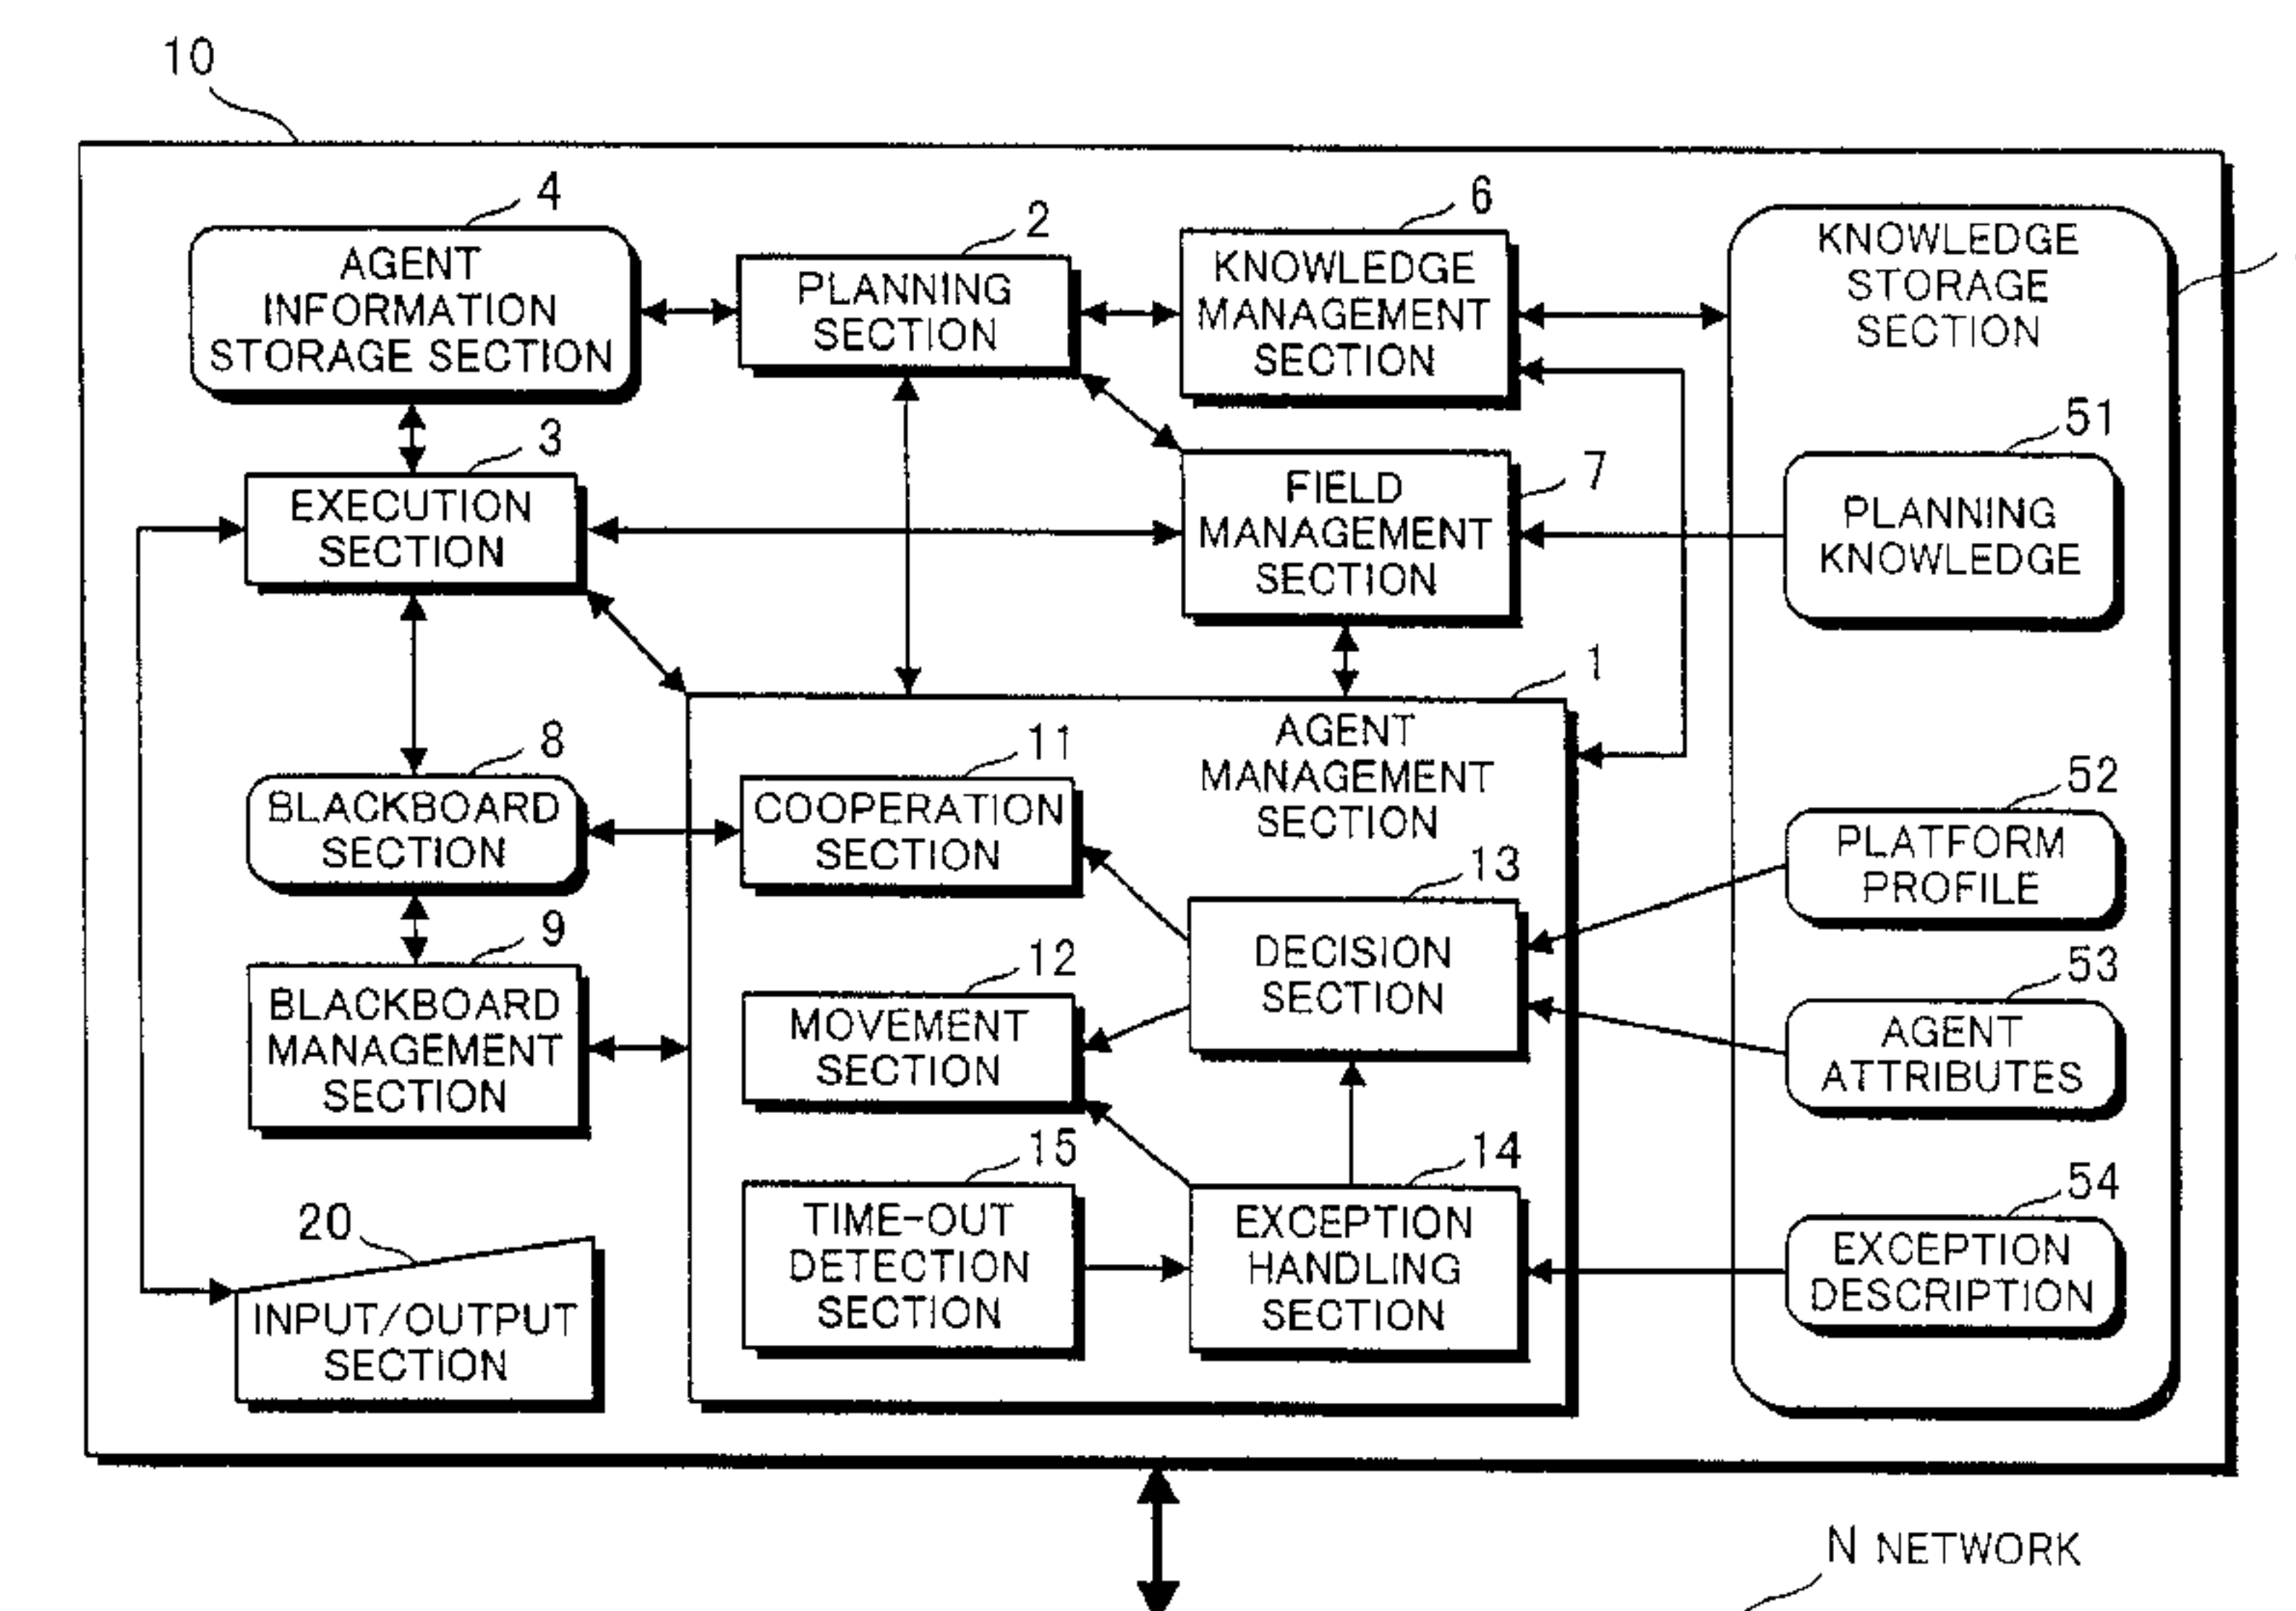 10
4
AGENT
INFORMATION
STORAGE SECTION
2
PLANNING
SECTION
6
KNOWLEDGE
MANAGEMENT
SECTION
KNOWLEDGE
STORAGE
SECTION
3
EXECUTION
SECTION
7
FIELD
MANAGEMENT
SECTION
51
PLANNING
KNOWLEDGE
1
AGENT
MANAGEMENT
SECTION
8
BLACKBOARD
SECTION
11
COOPERATION
SECTION
52
PLATFORM
PROFILE
13
DECISION
SECTION
9
BLACKBOARD
MANAGEMENT
SECTION
12
MOVEMENT
SECTION
53
AGENT
ATTRIBUTES
15
TIME-OUT
DETECTION
SECTION
14
EXCEPTION
HANDLING
SECTION
54
EXCEPTION
DESCRIPTION
20
INPUT/OUTPUT
SECTION
N NETWORK